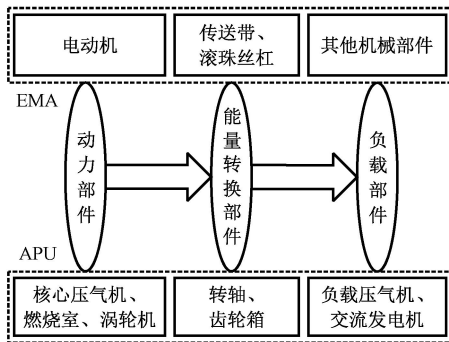 电动机
传送带、
滚珠丝杠
其他机械部件
EMA
动力部件
能量转换部件
负载部件
APU
核心压气机、
燃烧室、涡轮机
转轴、
齿轮箱
负载压气机、
交流发电机